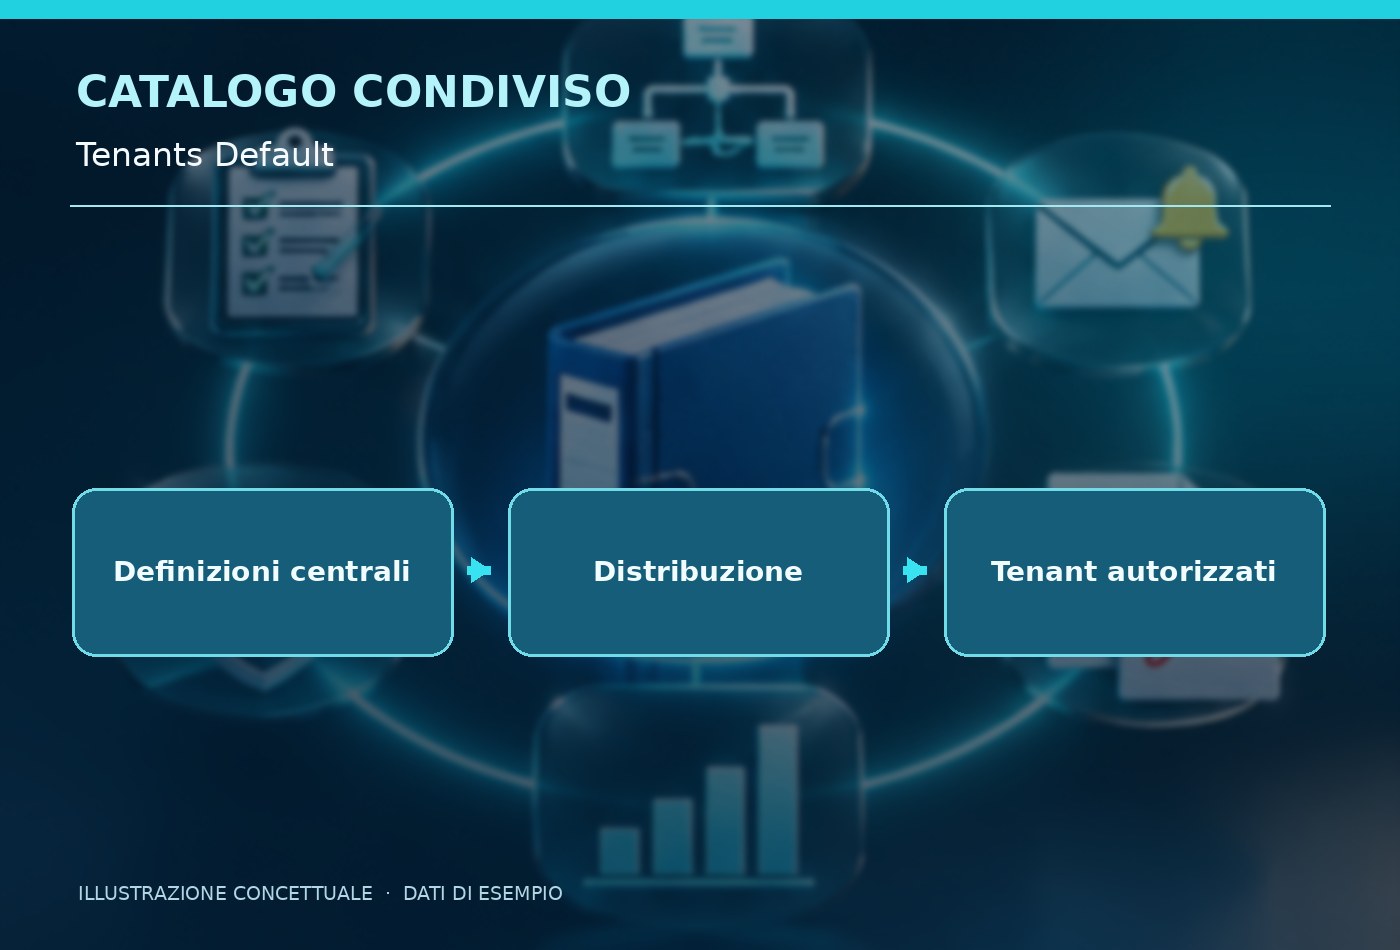 CATALOGO CONDIVISO
Tenants Default
Definizioni centrali
Distribuzione
Tenant autorizzati
ILLUSTRAZIONE CONCETTUALE · DATI DI ESEMPIO